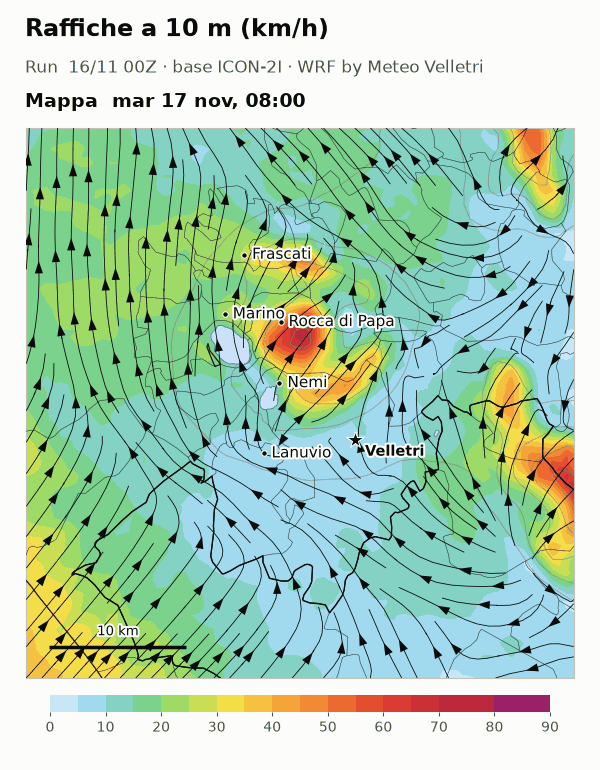 Raffiche a 10 m (km/h)
Run  16/11 00Z · base ICON-2I · WRF by Meteo Velletri
Mappa  mar 17 nov, 08:00
Frascati
Marino
Rocca di Papa
Nemi
Velletri
Lanuvio
10 km
0 10 20 30 40 50 60 70 80 90